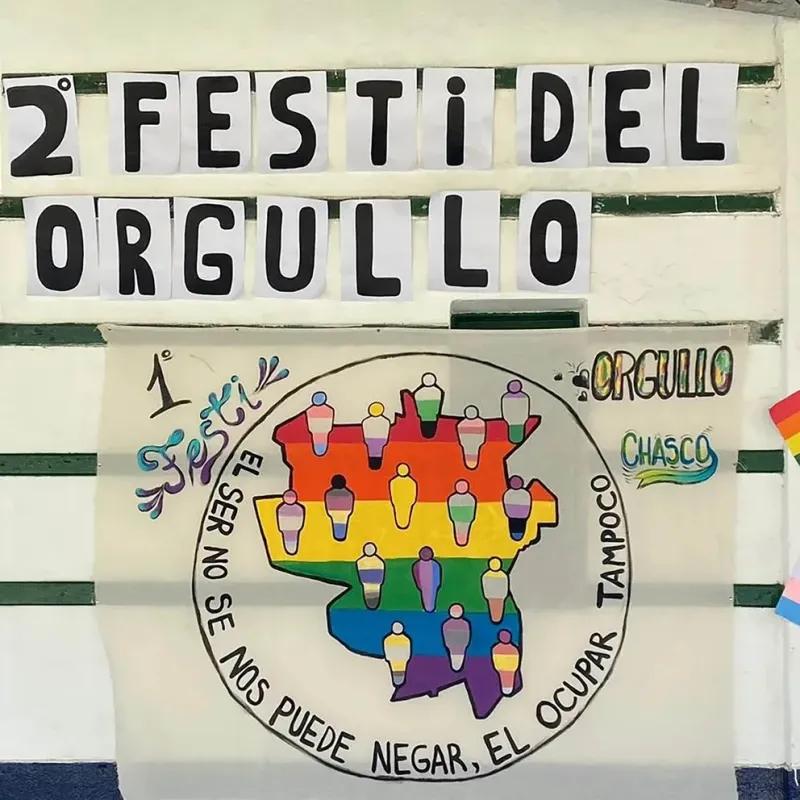 2° FESTi DEL
ORGULLO
1°
Festi
ORGULLO
CHASCO
EL SER NO SE NOS PUEDE NEGAR, EL OCUPAR TAMPOCO